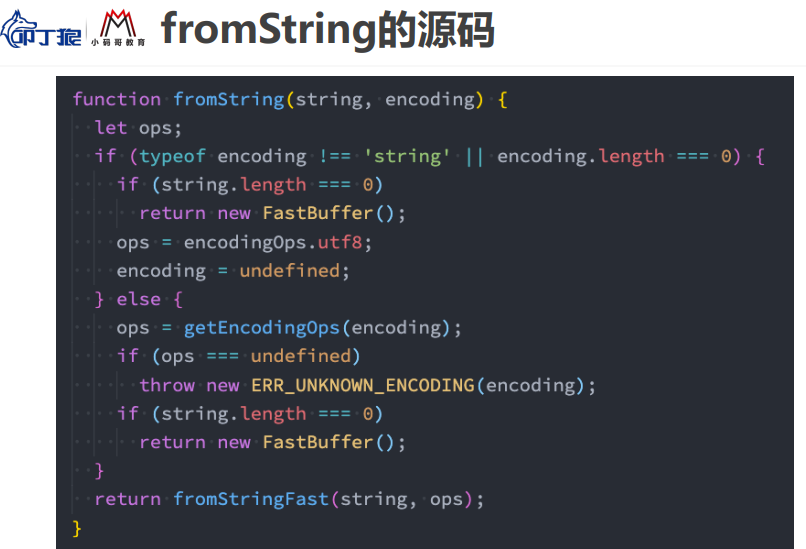 叩丁狼 小码哥教育 fromString的源码
function fromString(string, encoding) {
  let ops;
  if (typeof encoding !== 'string' || encoding.length === 0) {
    if (string.length === 0)
      return new FastBuffer();
    ops = encodingOps.utf8;
    encoding = undefined;
  } else {
    ops = getEncodingOps(encoding);
    if (ops === undefined)
      throw new ERR_UNKNOWN_ENCODING(encoding);
    if (string.length === 0)
      return new FastBuffer();
  }
  return fromStringFast(string, ops);
}